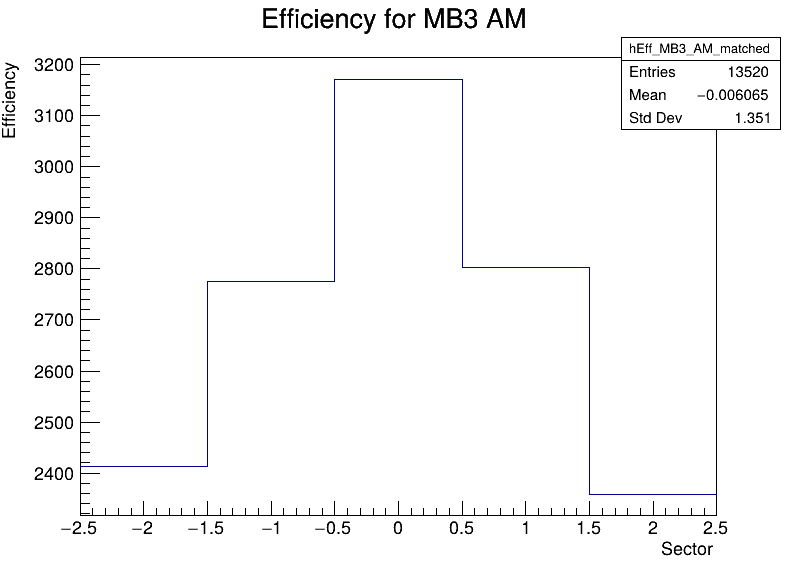 Efficiency for MB3 AM
hEff_MB3_AM_matched
Entries 13520
Mean −0.006065
Std Dev 1.351
Efficiency
3200
3100
3000
2900
2800
2700
2600
2500
2400
−2.5 −2 −1.5 −1 −0.5 0 0.5 1 1.5 2 2.5
Sector